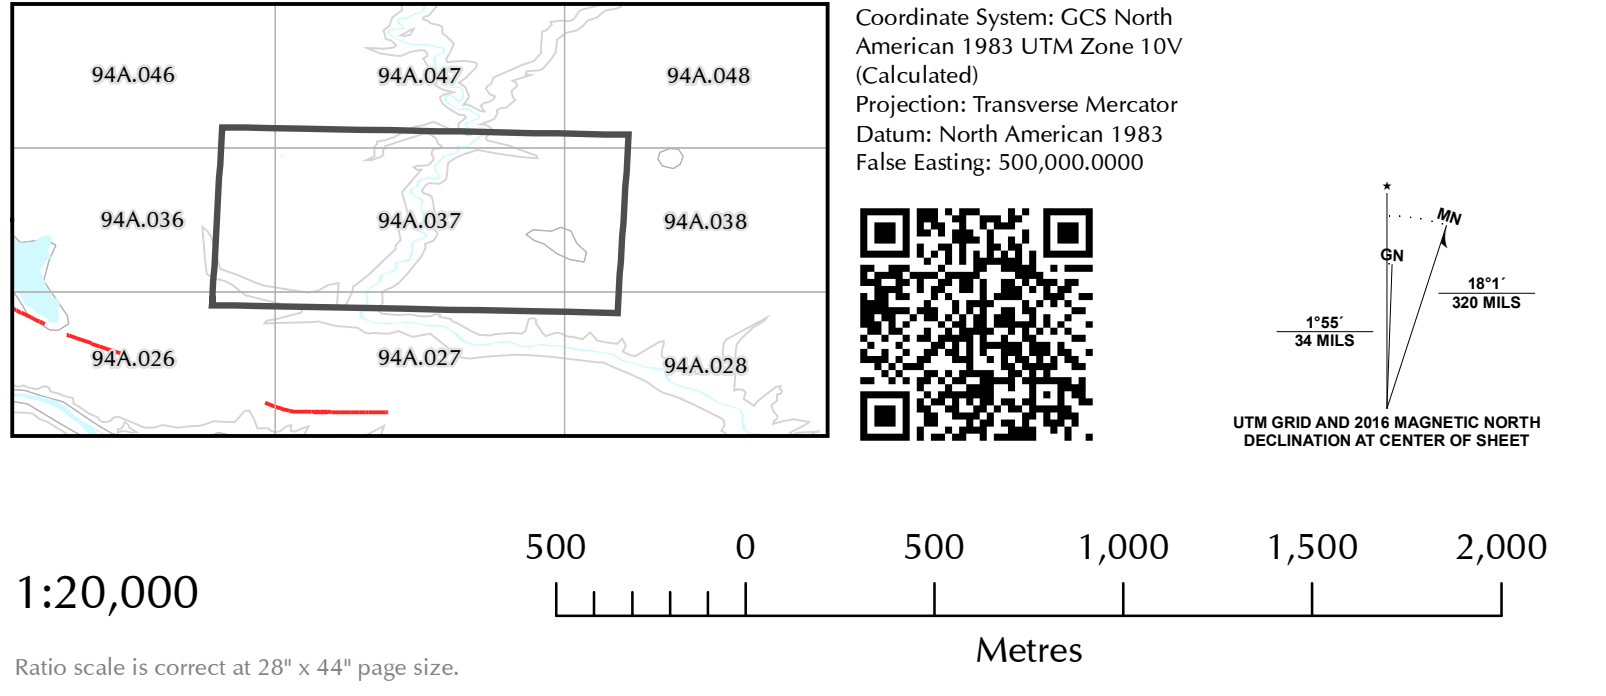 94A.046
94A.047
94A.048
94A.036
94A.037
94A.038
94A.026
94A.027
94A.028
Coordinate System: GCS North
American 1983 UTM Zone 10V
(Calculated)
Projection: Transverse Mercator
Datum: North American 1983
False Easting: 500,000.0000
MN
GN
18°1´
320 MILS
1°55´
34 MILS
UTM GRID AND 2016 MAGNETIC NORTH
DECLINATION AT CENTER OF SHEET
500 0 500 1,000 1,500 2,000
1:20,000
Metres
Ratio scale is correct at 28" x 44" page size.